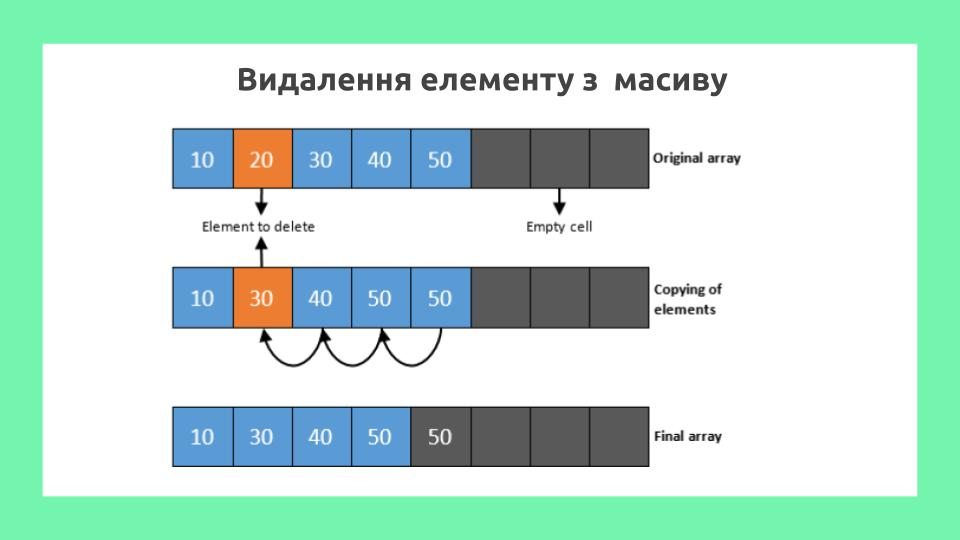 Видалення елементу з  масиву
10 20 30 40 50 Original array
Element to delete Empty cell
10 30 40 50 50 Copying of
elements
10 30 40 50 50 Final array